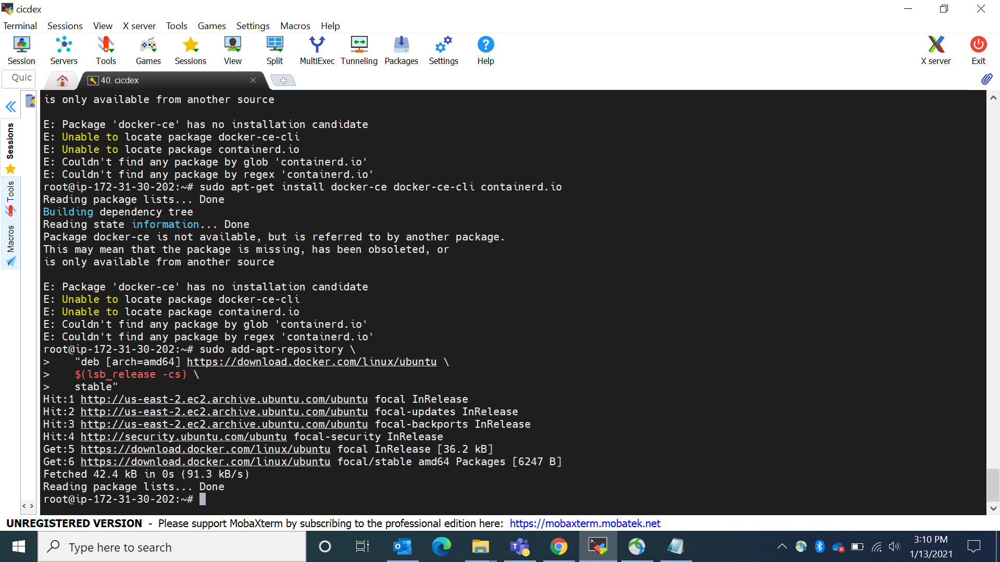 cicdex
Terminal Sessions View X server Tools Games Settings Macros Help
Session Servers Tools Games Sessions View Split MultiExec Tunneling Packages Settings Help X server Exit
Quic
40. cicdex
Sessions
Tools
Macros
is only available from another source
E: Package 'docker-ce' has no installation candidate
E: Unable to locate package docker-ce-cli
E: Unable to locate package containerd.io
E: Couldn't find any package by glob 'containerd.io'
E: Couldn't find any package by regex 'containerd.io'
root@ip-172-31-30-202:~# sudo apt-get install docker-ce docker-ce-cli containerd.io
Reading package lists... Done
Building dependency tree
Reading state information... Done
Package docker-ce is not available, but is referred to by another package.
This may mean that the package is missing, has been obsoleted, or
is only available from another source
E: Package 'docker-ce' has no installation candidate
E: Unable to locate package docker-ce-cli
E: Unable to locate package containerd.io
E: Couldn't find any package by glob 'containerd.io'
E: Couldn't find any package by regex 'containerd.io'
root@ip-172-31-30-202:~# sudo add-apt-repository \
>    "deb [arch=amd64] https://download.docker.com/linux/ubuntu \
>    $(lsb_release -cs) \
>    stable"
Hit:1 http://us-east-2.ec2.archive.ubuntu.com/ubuntu focal InRelease
Hit:2 http://us-east-2.ec2.archive.ubuntu.com/ubuntu focal-updates InRelease
Hit:3 http://us-east-2.ec2.archive.ubuntu.com/ubuntu focal-backports InRelease
Hit:4 http://security.ubuntu.com/ubuntu focal-security InRelease
Get:5 https://download.docker.com/linux/ubuntu focal InRelease [36.2 kB]
Get:6 https://download.docker.com/linux/ubuntu focal/stable amd64 Packages [6247 B]
Fetched 42.4 kB in 0s (91.3 kB/s)
Reading package lists... Done
root@ip-172-31-30-202:~#
UNREGISTERED VERSION - Please support MobaXterm by subscribing to the professional edition here: https://mobaxterm.mobatek.net
Type here to search
3:10 PM
1/13/2021